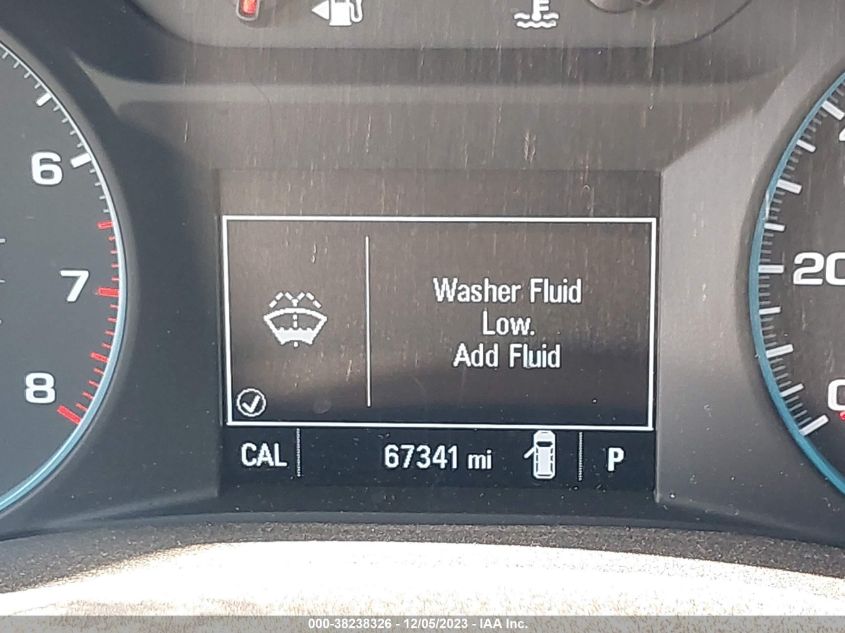 F
6
7
8
Washer Fluid
Low.
Add Fluid
CAL 67341 mi P
20
0
000-38238326 - 12/05/2023 - IAA Inc.